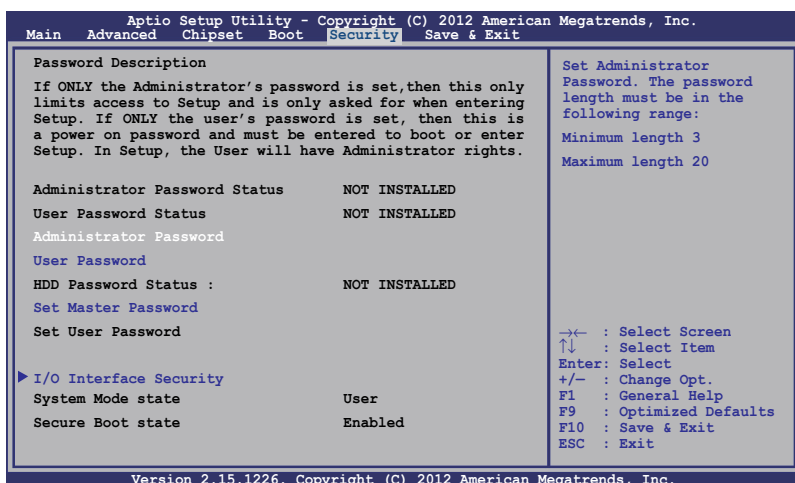 Aptio Setup Utility - Copyright (C) 2012 American Megatrends, Inc.
Main Advanced Chipset Boot Security Save & Exit
Password Description
If ONLY the Administrator's password is set,then this only
limits access to Setup and is only asked for when entering
Setup. If ONLY the user's password is set, then this is
a power on password and must be entered to boot or enter
Setup. In Setup, the User will have Administrator rights.
Administrator Password Status NOT INSTALLED
User Password Status NOT INSTALLED
Administrator Password
User Password
HDD Password Status : NOT INSTALLED
Set Master Password
Set User Password
I/O Interface Security
System Mode state User
Secure Boot state Enabled
Set Administrator
Password. The password
length must be in the
following range:
Minimum length 3
Maximum length 20
→← : Select Screen
↑↓ : Select Item
Enter: Select
+/— : Change Opt.
F1 : General Help
F9 : Optimized Defaults
F10 : Save & Exit
ESC : Exit
Version 2.15.1226. Copyright (C) 2012 American Megatrends, Inc.